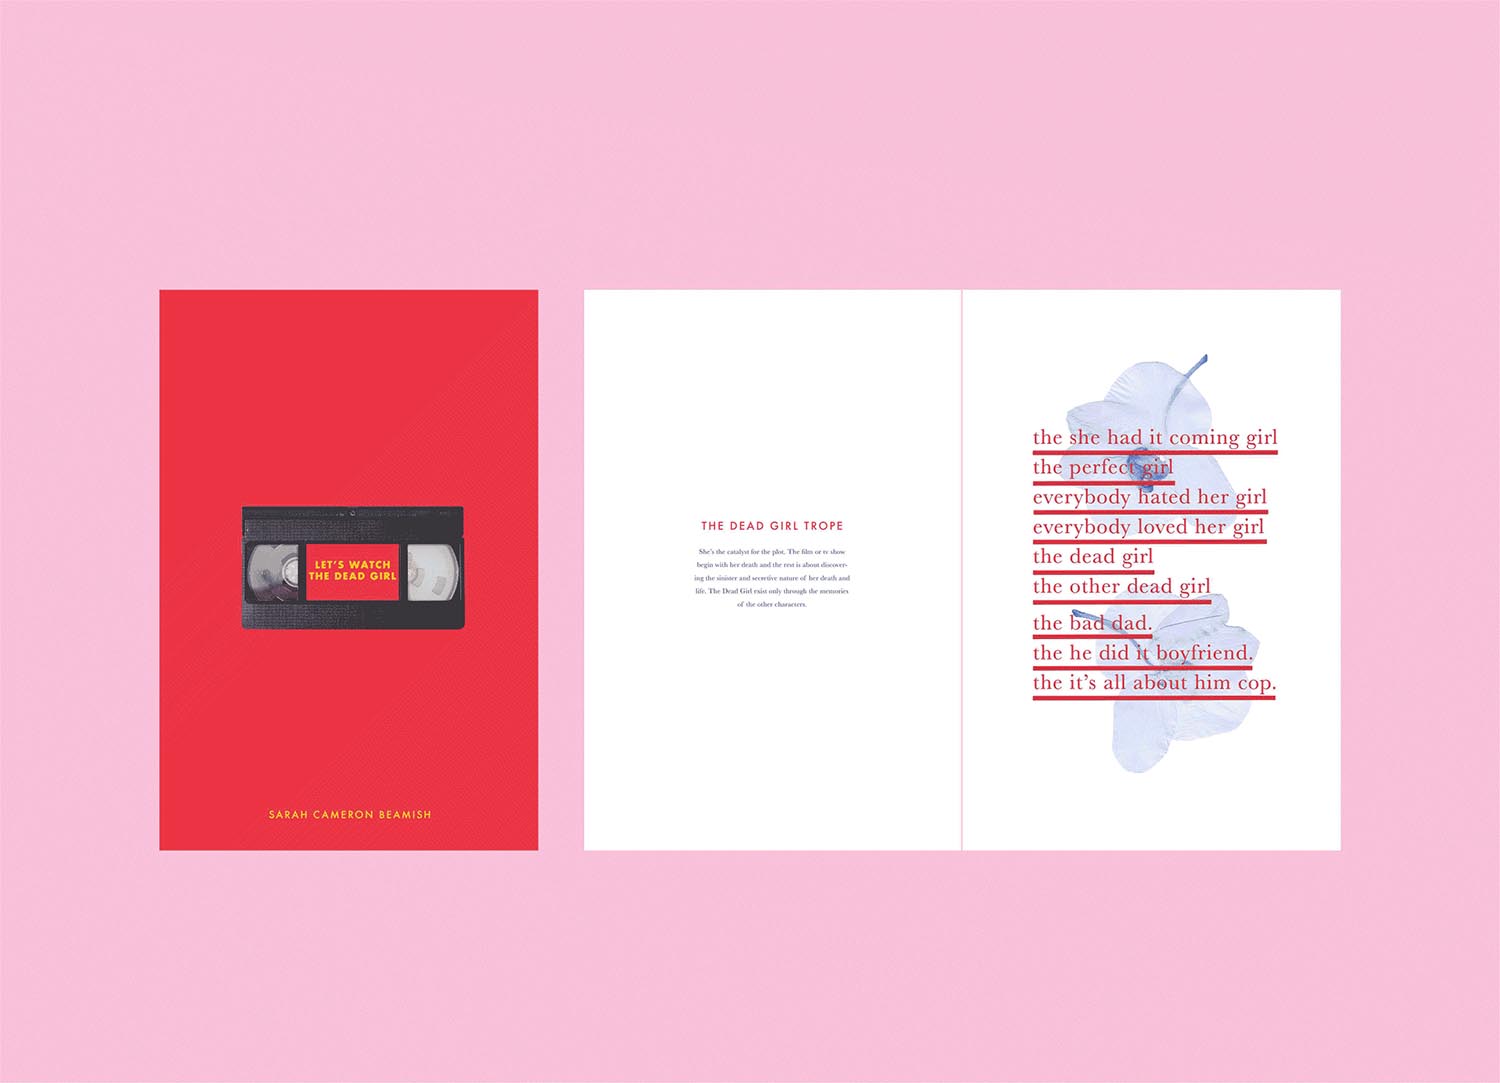 LET'S WATCH
THE DEAD GIRL
SARAH CAMERON BEAMISH
THE DEAD GIRL TROPE
She's the catalyst for the plot. The film or tv show
begin with her death and the rest is about discover-
ing the sinister and secretive nature of her death and
life. The Dead Girl exist only through the memories
of the other characters.
the she had it coming girl
the perfect girl
everybody hated her girl
everybody loved her girl
the dead girl
the other dead girl
the bad dad.
the he did it boyfriend.
the it's all about him cop.